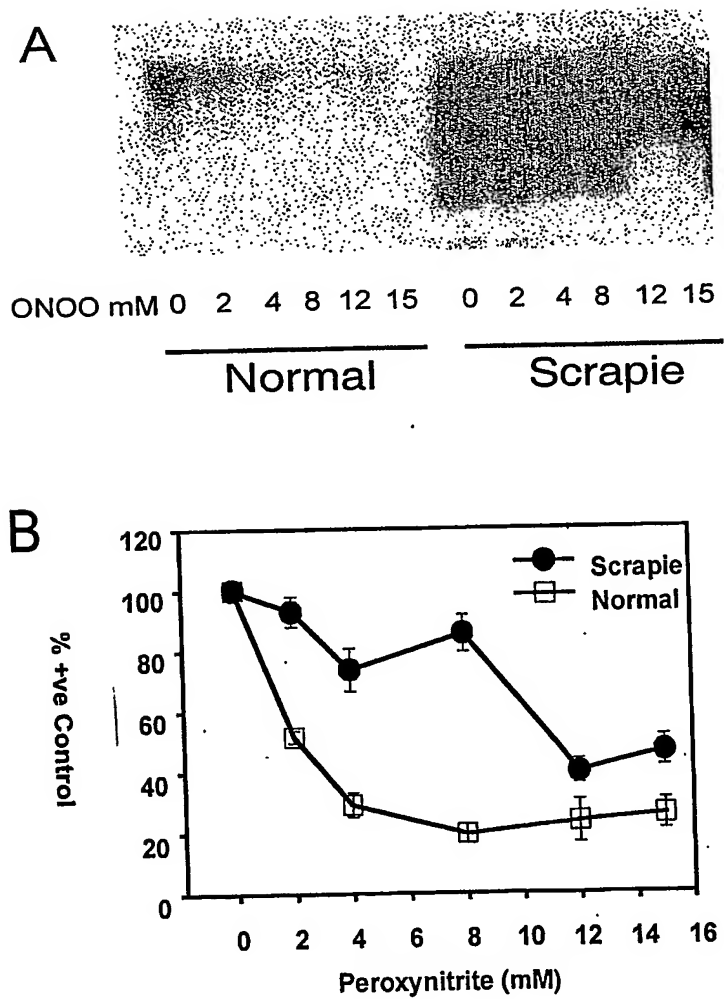 A
ONOO mM 0 2 4 8 12 15 0 2 4 8 12 15
Normal Scrapie
B
% +ve Control
120
100
80
60
40
20
0
Scrapie
Normal
0 2 4 6 8 10 12 14 16
Peroxynitrite (mM)